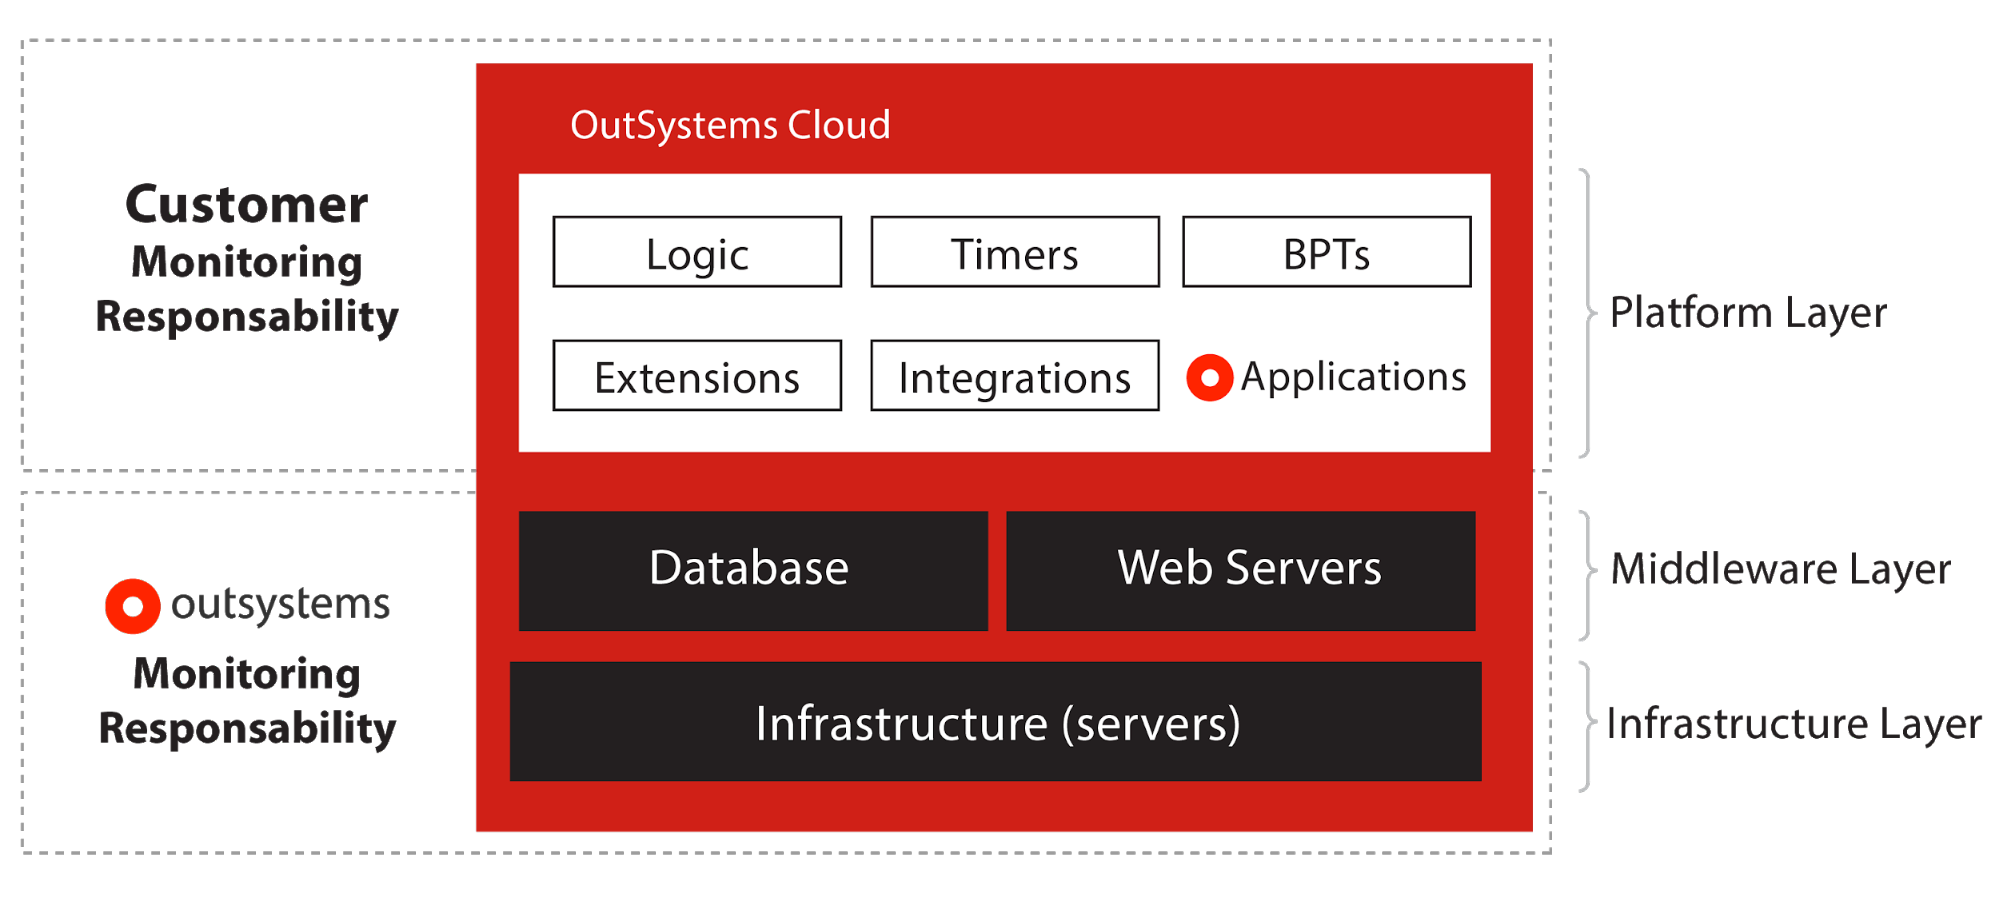 OutSystems Cloud
Customer
Monitoring
Responsability
Logic
Timers
BPTs
Extensions
Integrations
Applications
Platform Layer
outsystems
Monitoring
Responsability
Database
Web Servers
Middleware Layer
Infrastructure (servers)
Infrastructure Layer